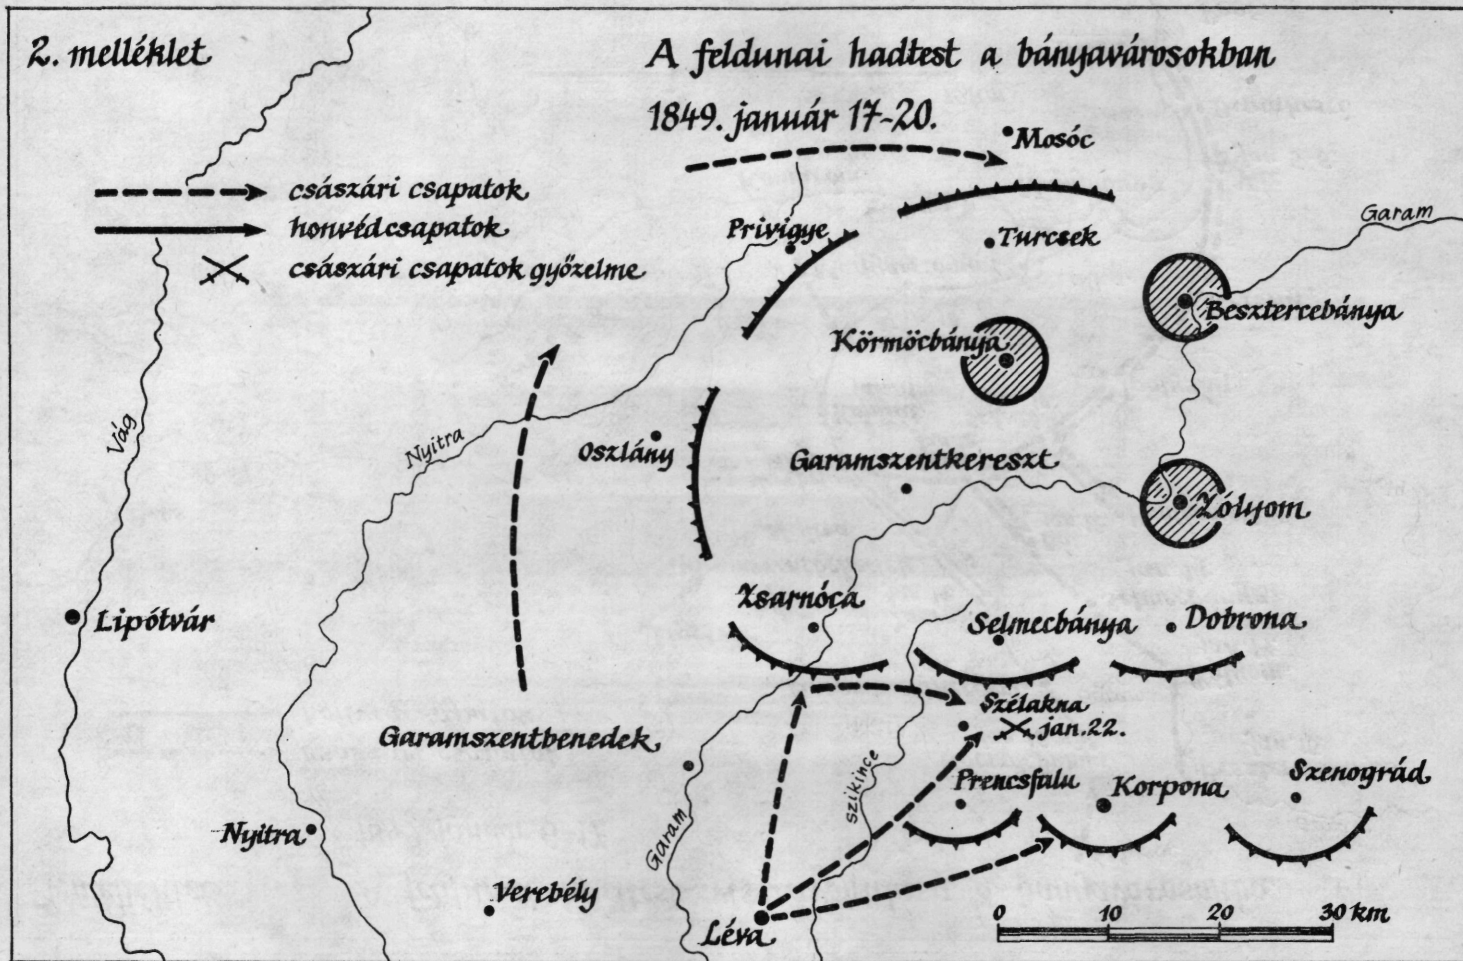 2. melléklet
A feldunai hadtest a bányavárosokban
1849. január 17-20.
császári csapatok
honvédcsapatok
császári csapatok győzelme
Mosóc
Privigye
Turcsek
Garam
Besztercebánya
Körmöcbánya
Vág
Nyitra
Oszlány
Garamszentkereszt
Zólyom
Zsarnóca
Lipótvár
Selmecbánya
Dobrona
Szélakna
jan. 22.
Garamszentbenedek
Prencsfalu
Korpona
Szenográd
Szikince
Garam
Nyitra
Verebély
Léva
0 10 20 30 km